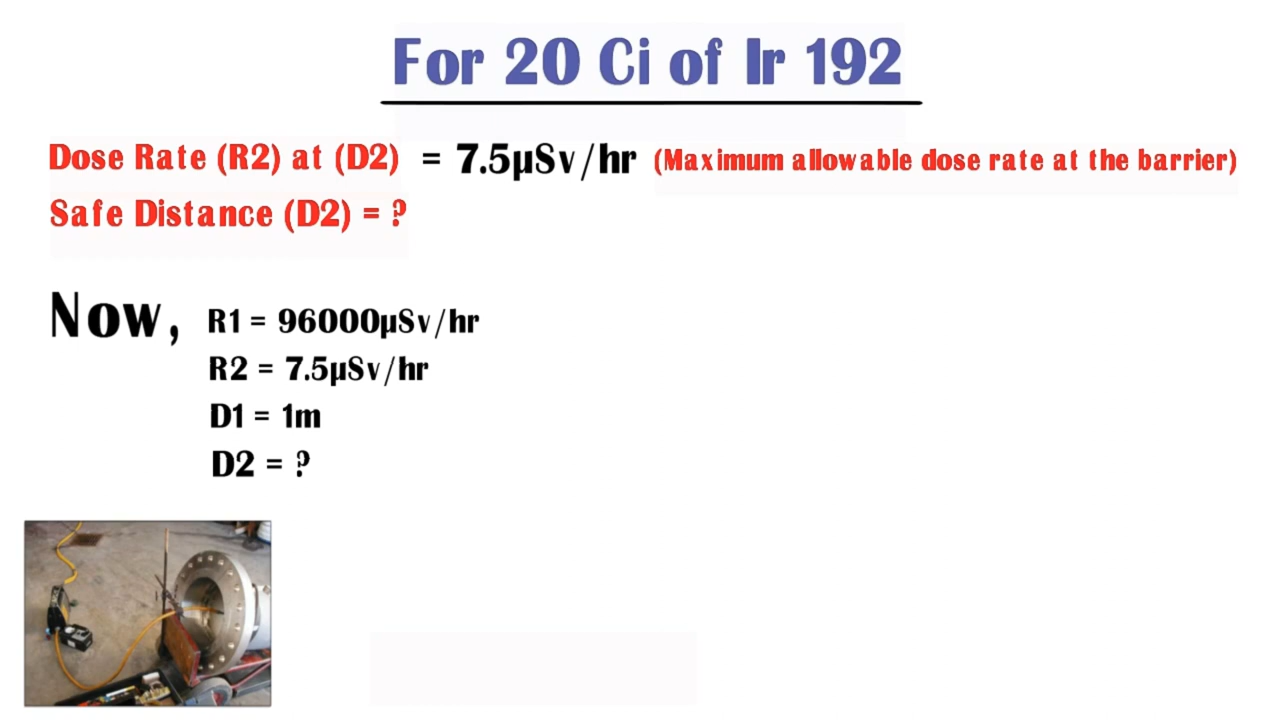 For 20 Ci of Ir 192
Dose Rate (R2) at (D2) = 7.5µSv/hr (Maximum allowable dose rate at the barrier)
Safe Distance (D2) = ?
Now, R1 = 96000µSv/hr
R2 = 7.5µSv/hr
D1 = 1m
D2 = ?